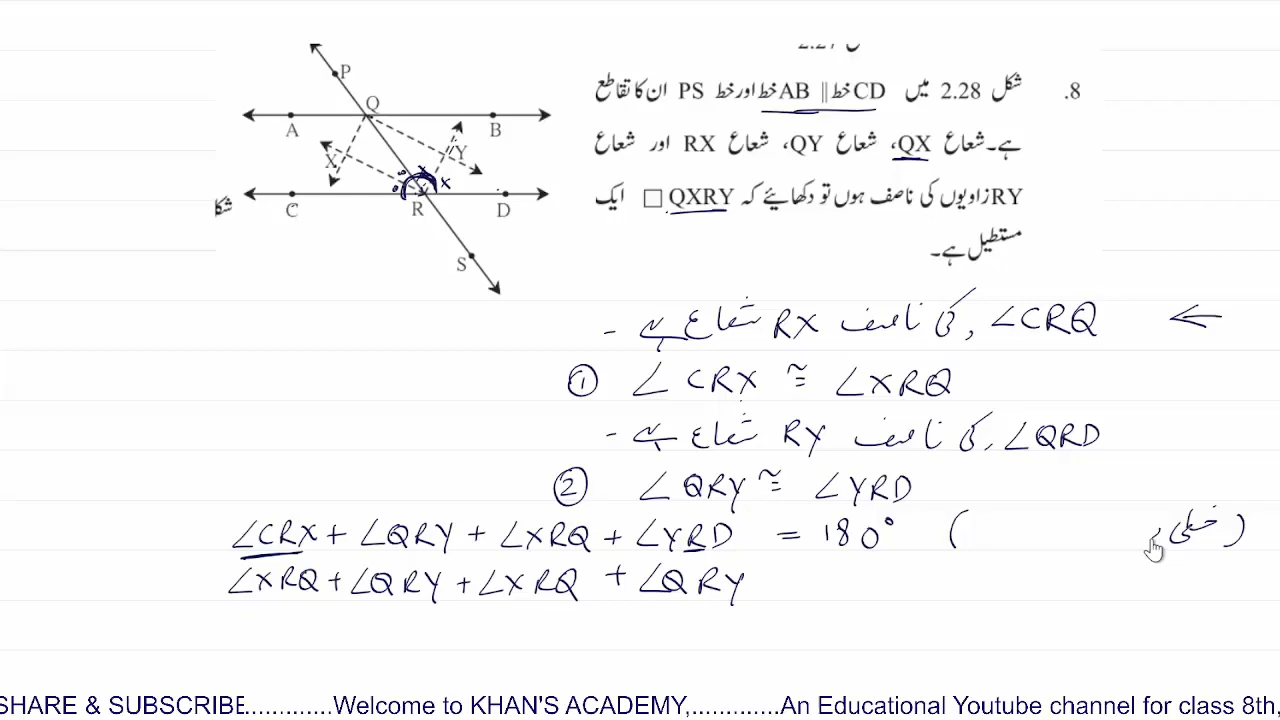 8. شکل 2.28 میں خط AB || خط CD اور خط PS ان کا تقاطع
ہے۔ شعاع QX، شعاع QY، شعاع RX اور شعاع
RY زاویوں کی ناصف ہوں تو دکھایئے کہ □ QXRY ایک
مستطیل ہے۔
P
Q
A
B
X
Y
C
R
D
S
x
x
∠CRQ کی ناصف RX شعاع ہے -
① ∠CRX ≅ ∠XRQ
∠QRD کی ناصف RY شعاع ہے -
② ∠QRY ≅ ∠YRD
∠CRX + ∠QRY + ∠XRQ + ∠YRD = 180° (خطی
∠XRQ + ∠QRY + ∠XRQ + ∠QRY
SHARE & SUBSCRIBE.............Welcome to KHAN'S ACADEMY,.............An Educational Youtube channel for class 8th,